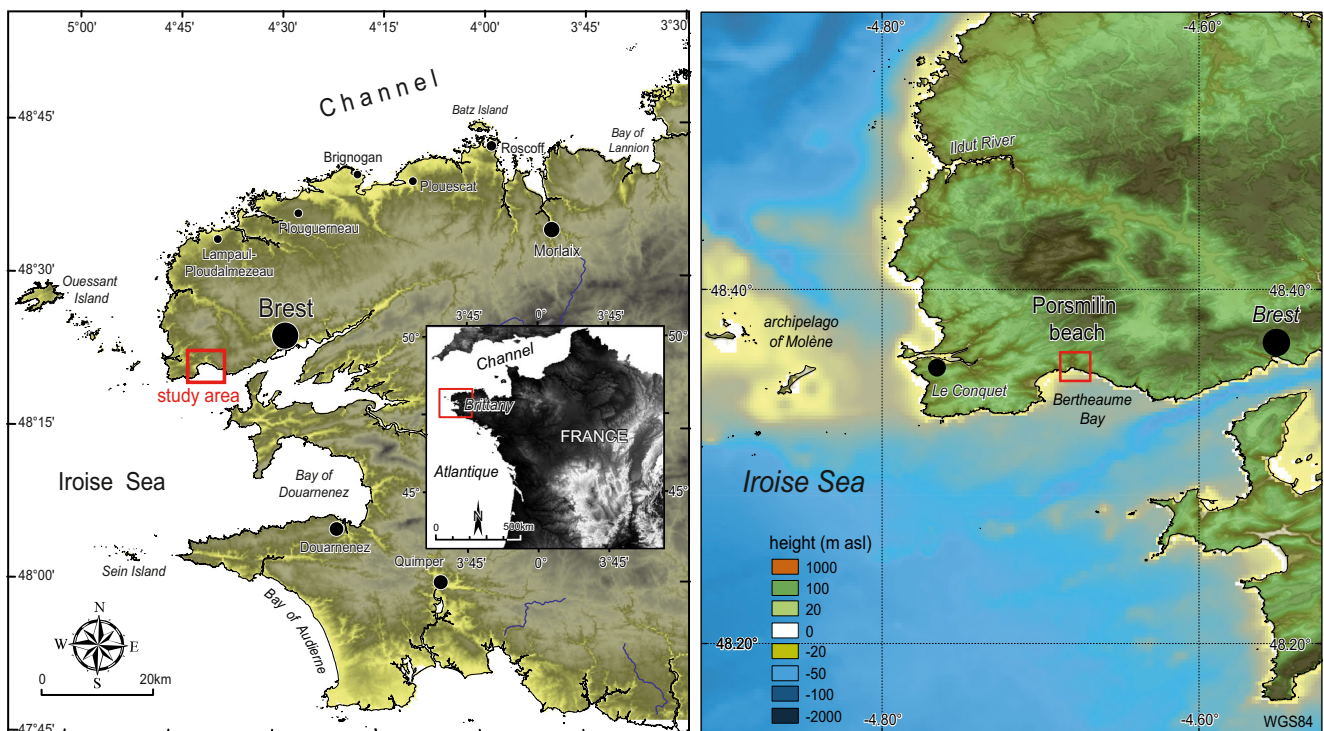 5°00'
4°45'
4°30'
4°15'
4°00'
3°45'
3°30
48°45'
48°30'
48°15'
48°00'
47°45'
Channel
Batz Island
Roscoff
Bay of
Lannion
Brignogan
Plouescat
Plouguerneau
Lampaul-
Ploudalmezeau
Morlaix
Ouessant
Island
Brest
study area
Iroise Sea
Bay of
Douarnenez
Douarnenez
Sein Island
Quimper
Bay of Audierne
N
W
E
S
0
20km
3°45'
0°
3°45'
50°
50°
Channel
Brittany
FRANCE
Atlantique
45°
45°
N
0
500km
3°45'
0°
3°45'
-4.80°
-4.60°
Ildut River
48.40°
48.40°
Porsmilin
beach
Brest
archipelago
of Molène
Le Conquet
Bertheaume
Bay
Iroise Sea
height (m asl)
1000
100
20
0
-20
-50
-100
-2000
48.20°
48.20°
-4.80°
-4.60°
WGS84